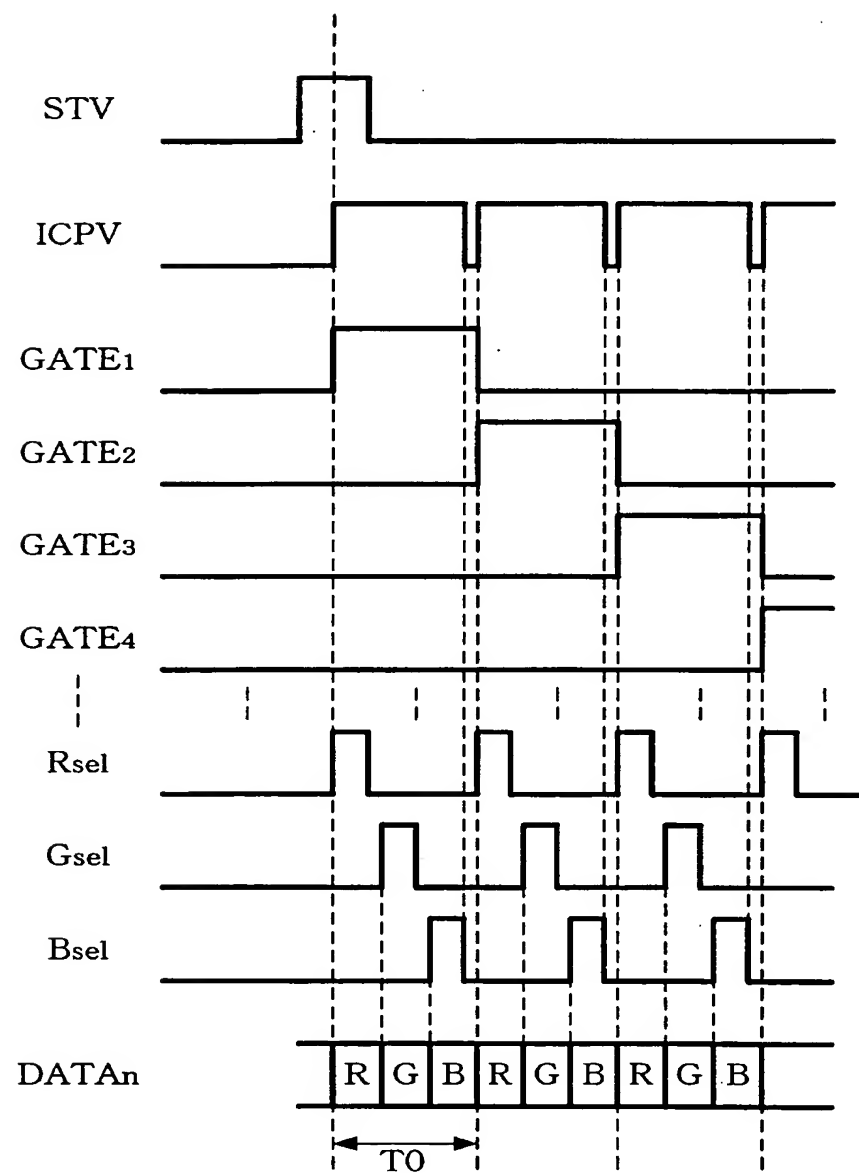 STV
ICPV
GATE1
GATE2
GATE3
GATE4
Rsel
Gsel
Bsel
DATAn R G B R G B R G B
T0